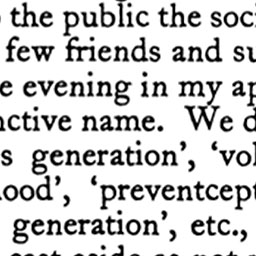 the public the soci
few friends and su
evening in my ap
nctive name. We d
s generation', 'vol
ood', 'preventcept
generation', etc.,